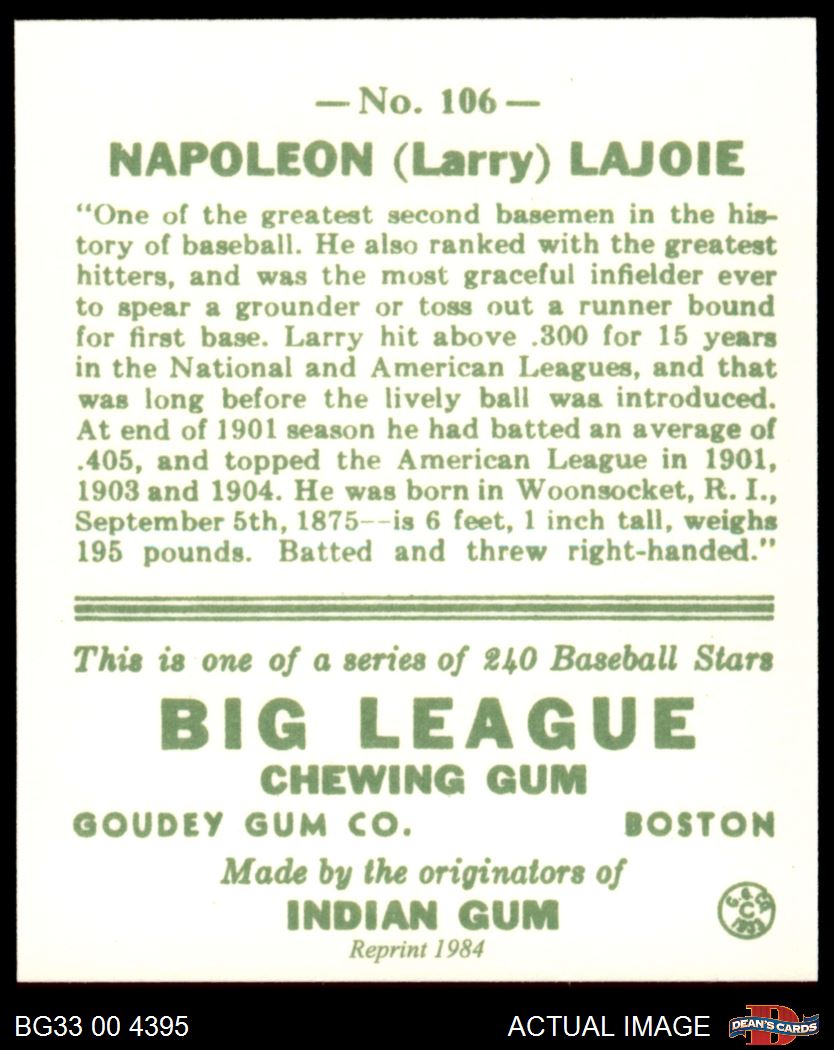 — No. 106 —
NAPOLEON (Larry) LAJOIE
"One of the greatest second basemen in the his-
tory of baseball. He also ranked with the greatest
hitters, and was the most graceful infielder ever
to spear a grounder or toss out a runner bound
for first base. Larry hit above .300 for 15 years
in the National and American Leagues, and that
was long before the lively ball was introduced.
At end of 1901 season he had batted an average of
.405, and topped the American League in 1901,
1903 and 1904. He was born in Woonsocket, R. I.,
September 5th, 1875--is 6 feet, 1 inch tall, weighs
195 pounds. Batted and threw right-handed."
This is one of a series of 240 Baseball Stars
BIG LEAGUE
CHEWING GUM
GOUDEY GUM CO. BOSTON
Made by the originators of
INDIAN GUM
G. G. Co.
C
1933
Reprint 1984
BG33 00 4395 ACTUAL IMAGE D DEAN'S CARDS